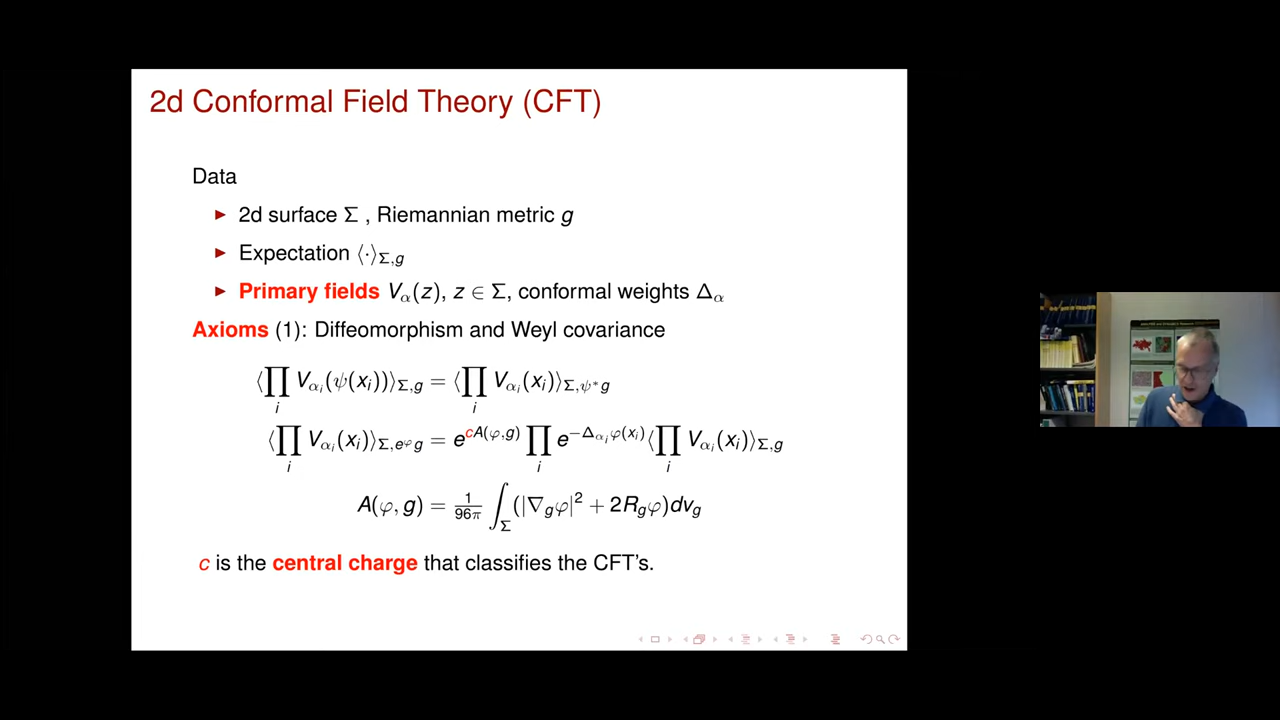 2d Conformal Field Theory (CFT)
Data
▶ 2d surface Σ , Riemannian metric g
▶ Expectation ⟨·⟩_{Σ,g}
▶ Primary fields V_α(z), z ∈ Σ, conformal weights Δ_α
Axioms (1): Diffeomorphism and Weyl covariance
⟨∏_i V_{α_i}(ψ(x_i))⟩_{Σ,g} = ⟨∏_i V_{α_i}(x_i)⟩_{Σ,ψ*g}
⟨∏_i V_{α_i}(x_i)⟩_{Σ,e^φ g} = e^{cA(φ,g)} ∏_i e^{-Δ_{α_i}φ(x_i)} ⟨∏_i V_{α_i}(x_i)⟩_{Σ,g}
A(φ, g) = 1/96π ∫_Σ (|∇_g φ|² + 2R_g φ)dv_g
c is the central charge that classifies the CFT's.